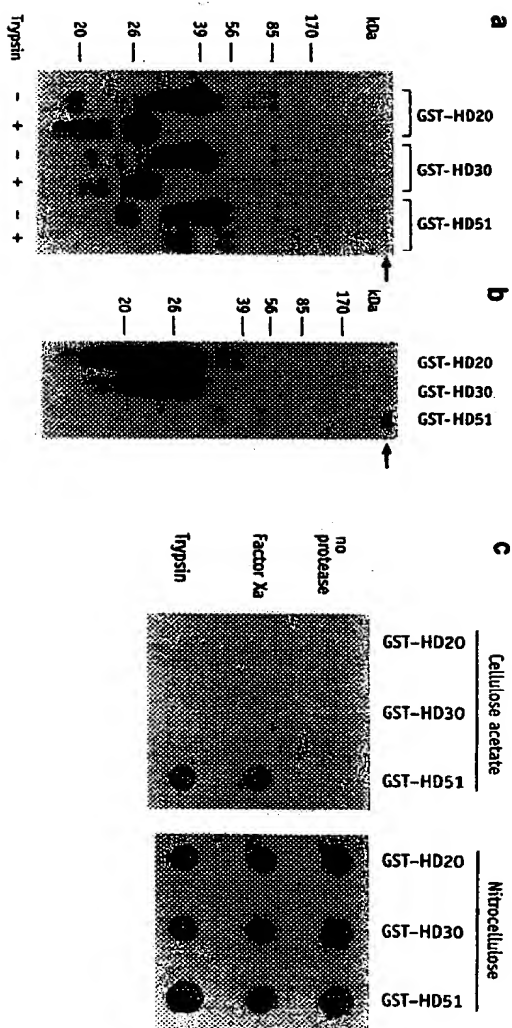 a
kDa
170 —
85 —
56 —
39 —
26 —
20 —
Trypsin
GST-HD20
GST-HD30
GST-HD51
– + – + – +
b
kDa
170 —
85 —
56 —
39 —
26 —
20 —
GST-HD20
GST-HD30
GST-HD51
c
Cellulose acetate
Nitrocellulose
GST-HD20
GST-HD30
GST-HD51
GST-HD20
GST-HD30
GST-HD51
no
protease
Factor Xa
Trypsin